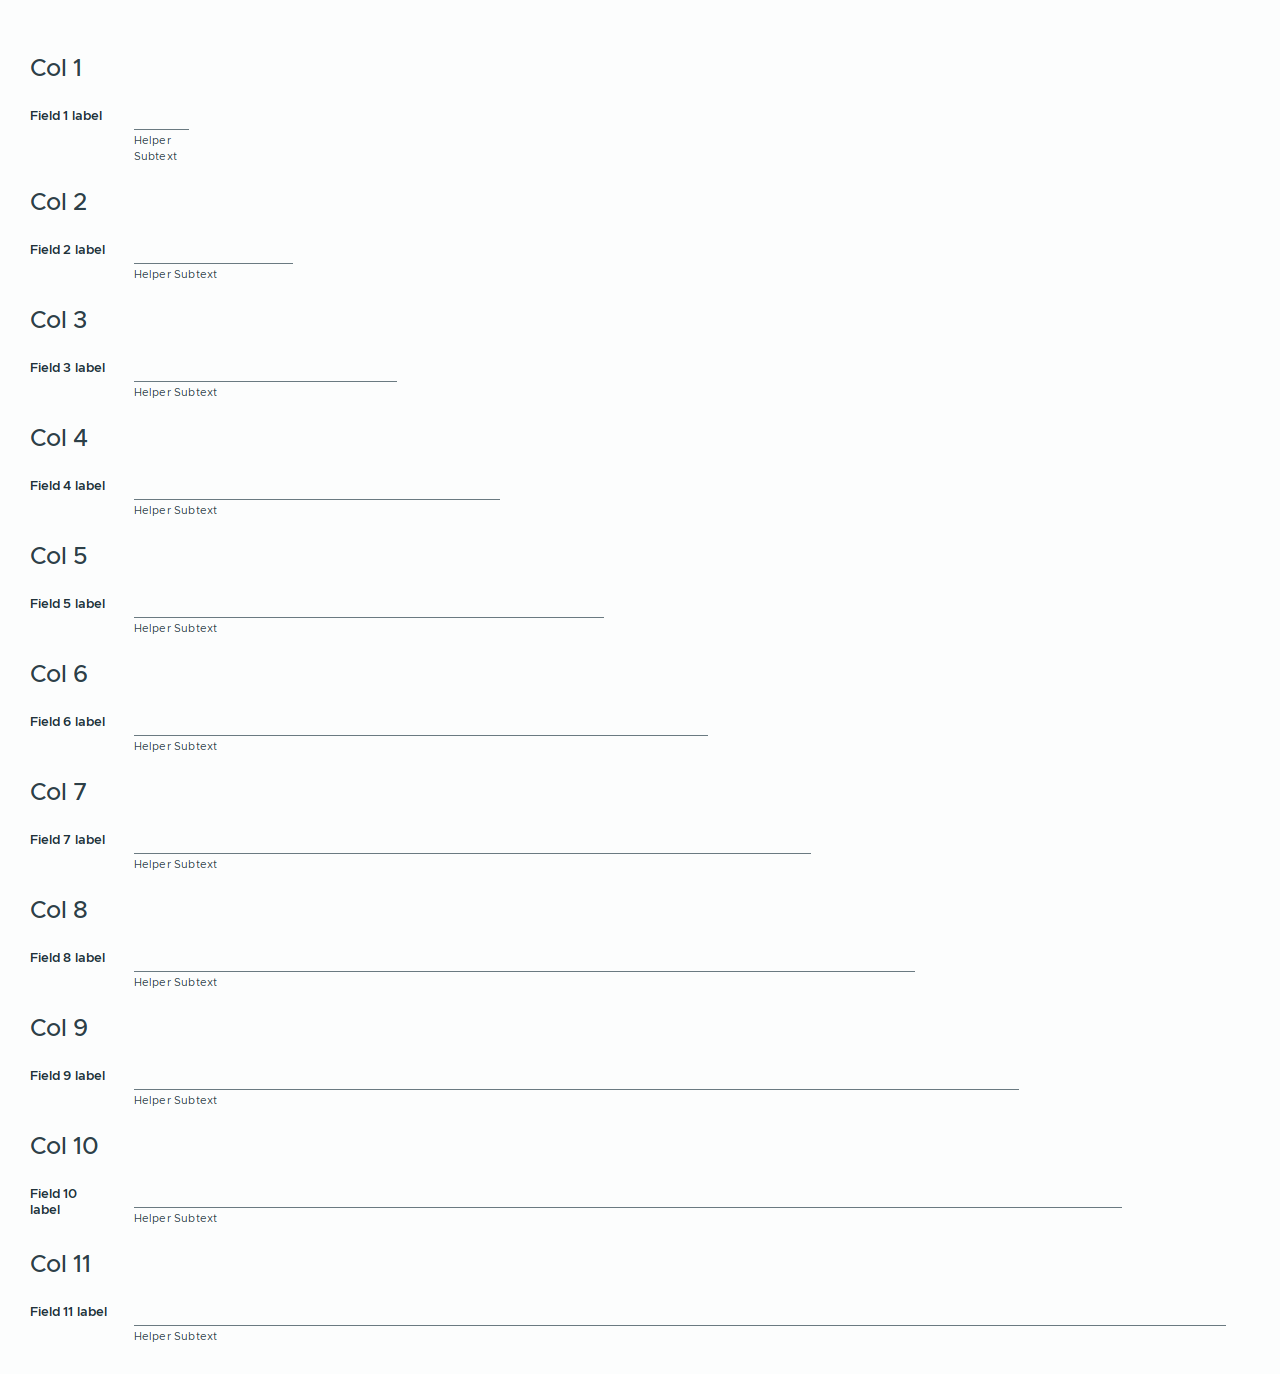 Col 1
Field 1 label
Helper
Subtext
Col 2
Field 2 label
Helper Subtext
Col 3
Field 3 label
Helper Subtext
Col 4
Field 4 label
Helper Subtext
Col 5
Field 5 label
Helper Subtext
Col 6
Field 6 label
Helper Subtext
Col 7
Field 7 label
Helper Subtext
Col 8
Field 8 label
Helper Subtext
Col 9
Field 9 label
Helper Subtext
Col 10
Field 10
label
Helper Subtext
Col 11
Field 11 label
Helper Subtext